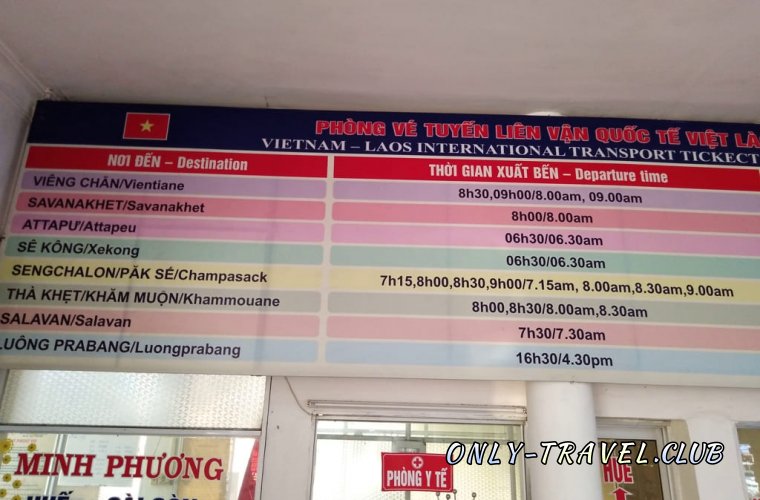 PHÒNG VÉ TUYẾN LIÊN VẬN QUỐC TẾ VIỆT
VIETNAM – LAOS INTERNATIONAL TRANSPORT TICKECT
NƠI ĐẾN – Destination
THỜI GIAN XUẤT BẾN – Departure time
VIÊNG CHĂN/Vientiane
8h30,09h00/8.00am, 09.00am
SAVANAKHET/Savanakhet
8h00/8.00am
ATTAPƯ/Attapeu
06h30/06.30am
SÊ KÔNG/Xekong
06h30/06.30am
SENGCHALON/PĂK SẾ/Champasack
7h15,8h00,8h30,9h00/7.15am, 8.00am,8.30am,9.00am
THÀ KHẸT/KHĂM MUỘN/Khammouane
8h00,8h30/8.00am,8.30am
SALAVAN/Salavan
7h30/7.30am
LUÔNG PRABANG/Luongprabang
16h30/4.30pm
MINH PHƯƠNG
PHÒNG Y TẾ
HUẾ
ONLY-TRAVEL.CLUB